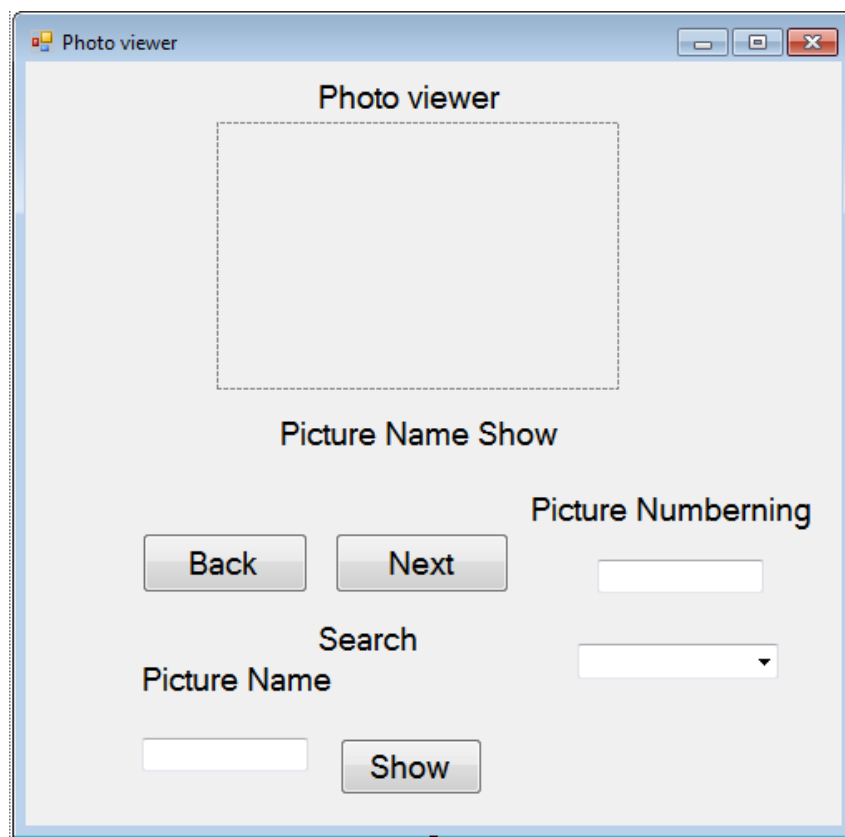 Photo viewer
Photo viewer
Picture Name Show
Picture Numberning
Back
Next
Search
Picture Name
Show